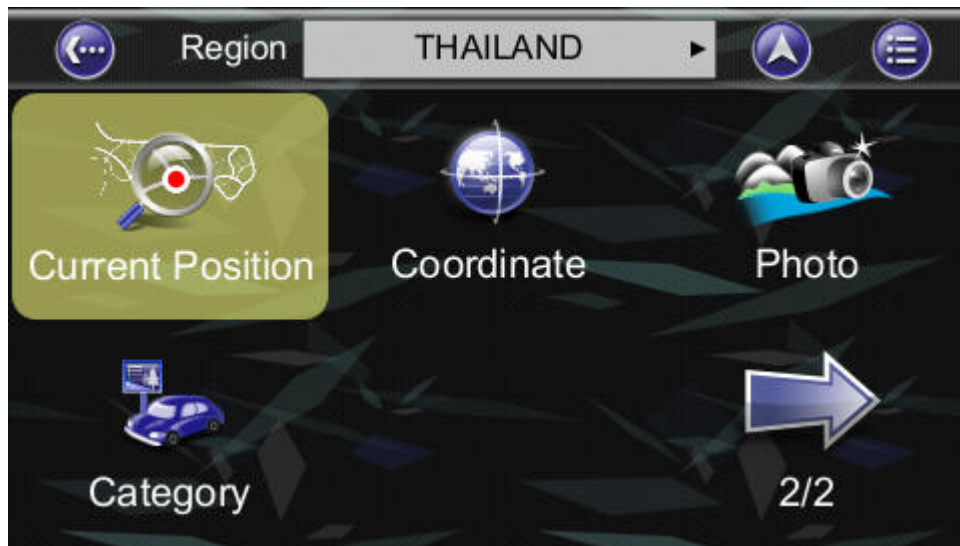 Region THAILAND
Current Position Coordinate Photo
Category 2/2